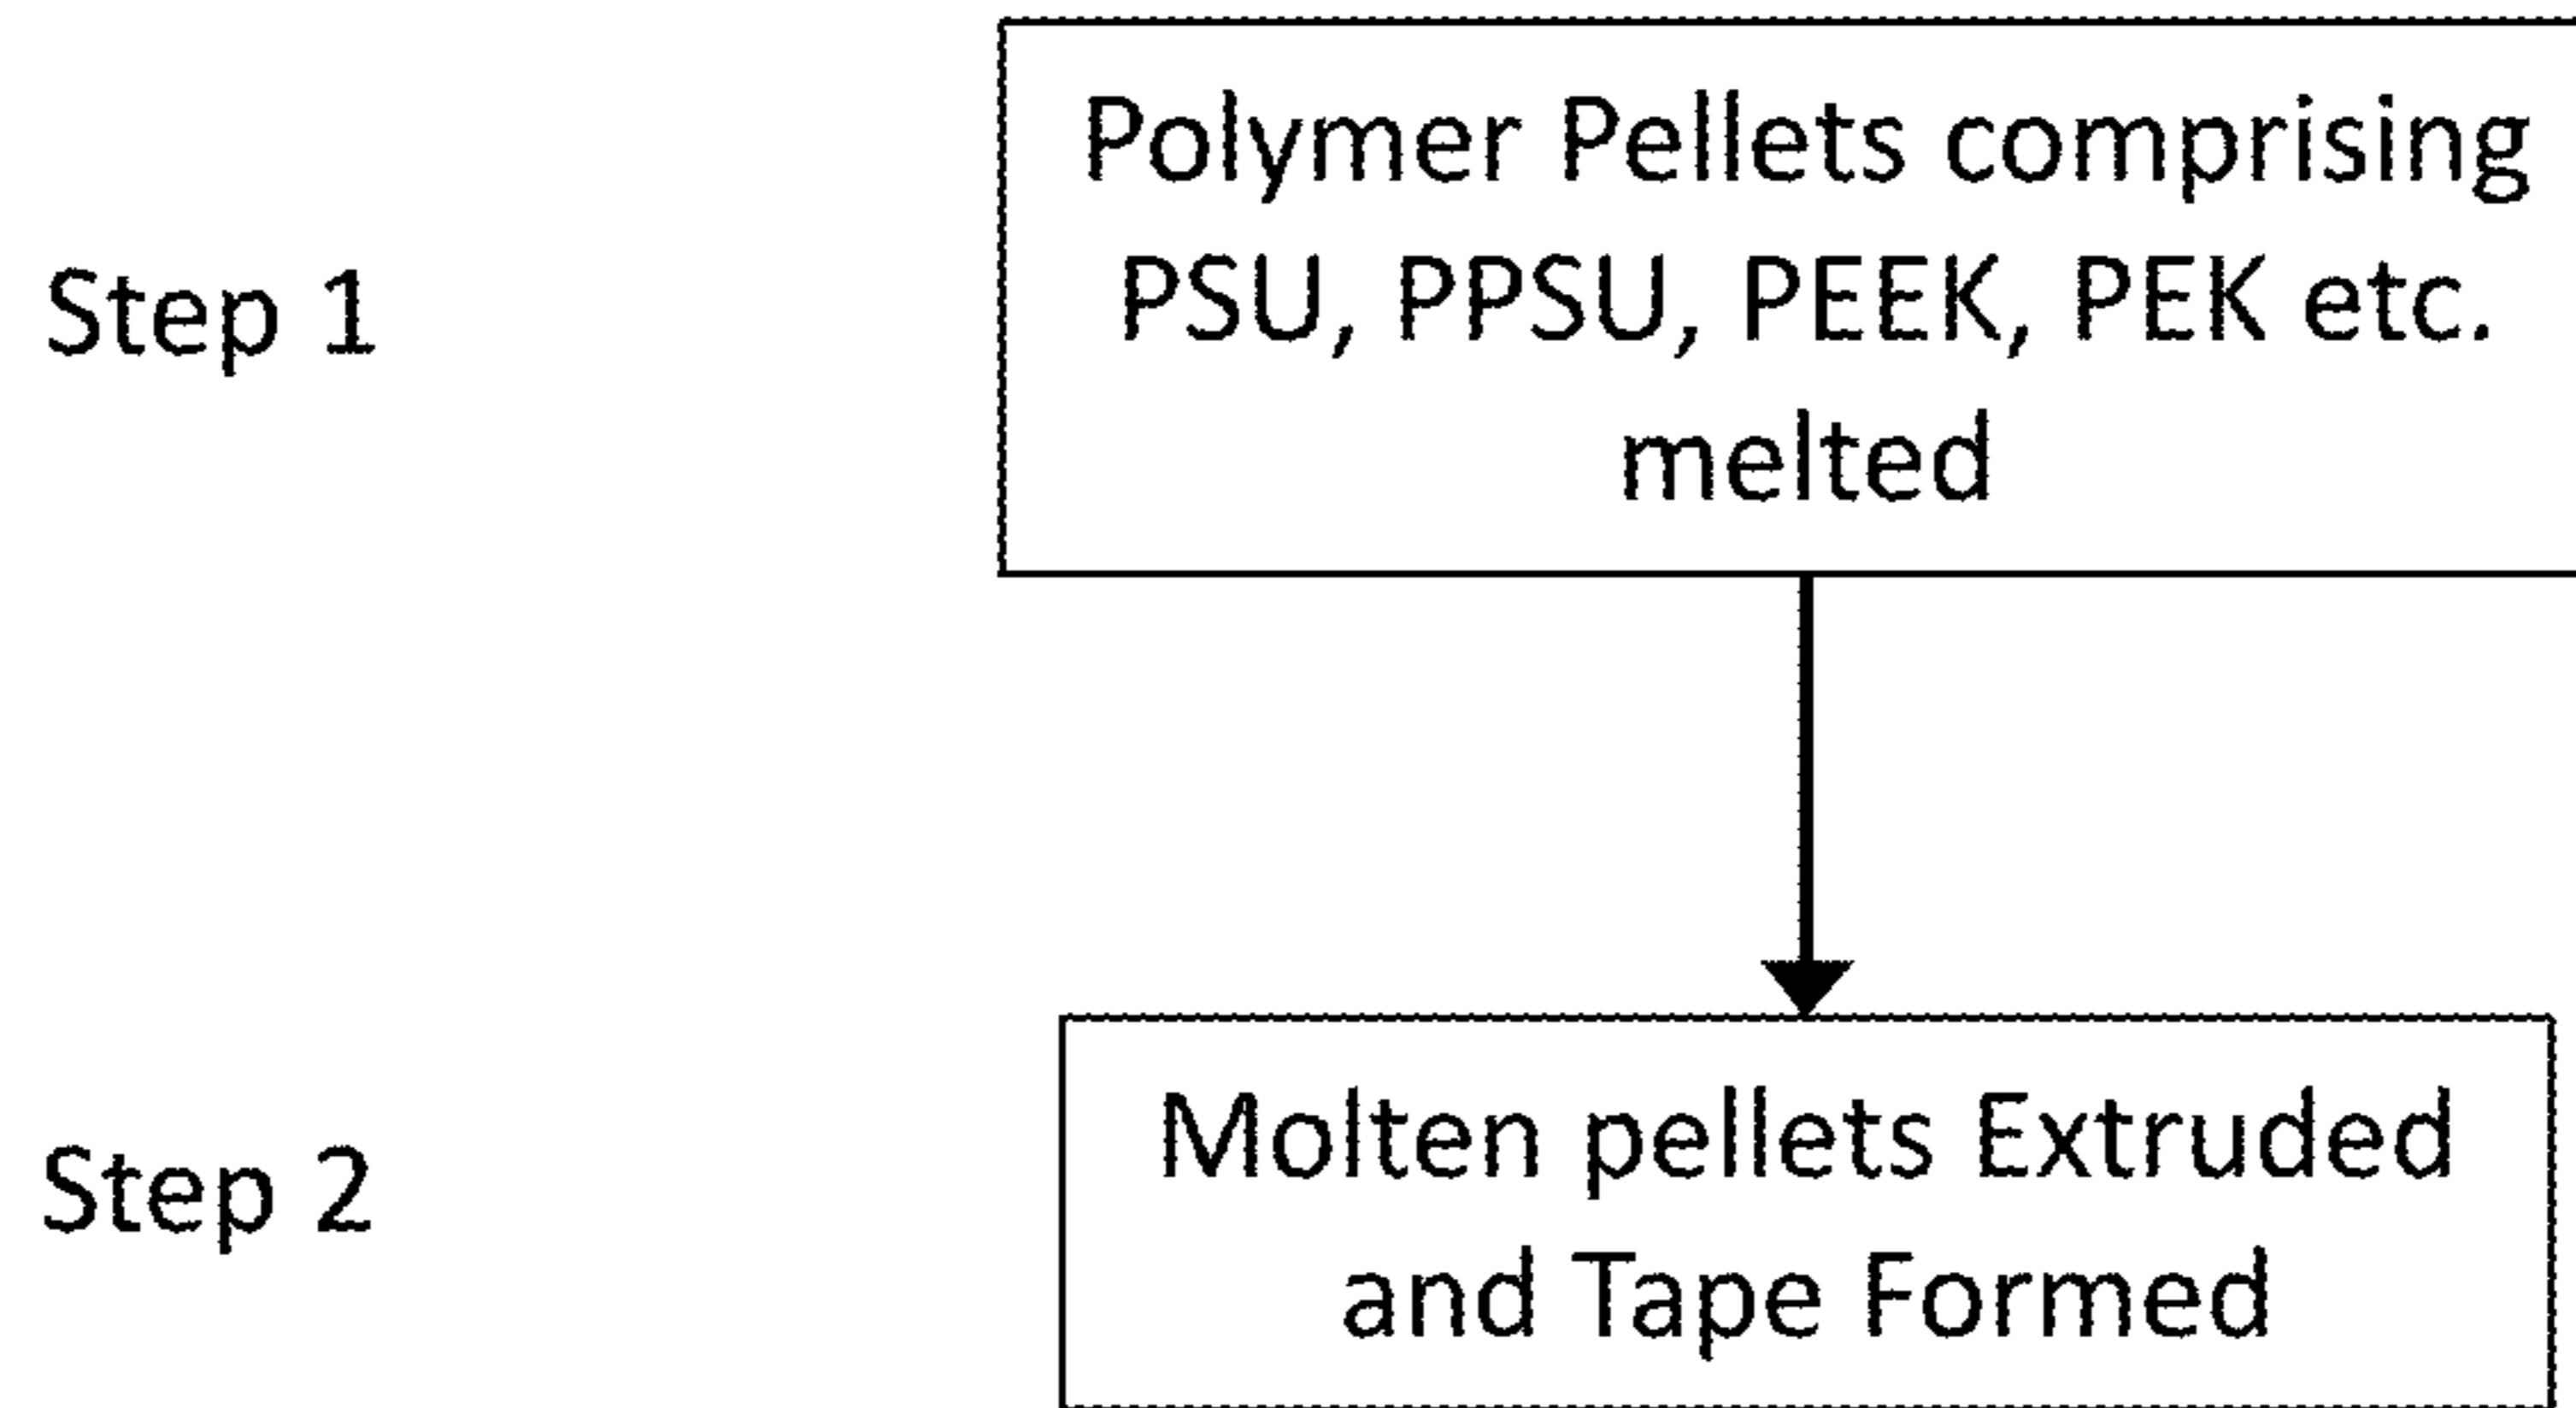 Step 1
Polymer Pellets comprising
PSU, PPSU, PEEK, PEK etc.
melted
Step 2
Molten pellets Extruded
and Tape Formed